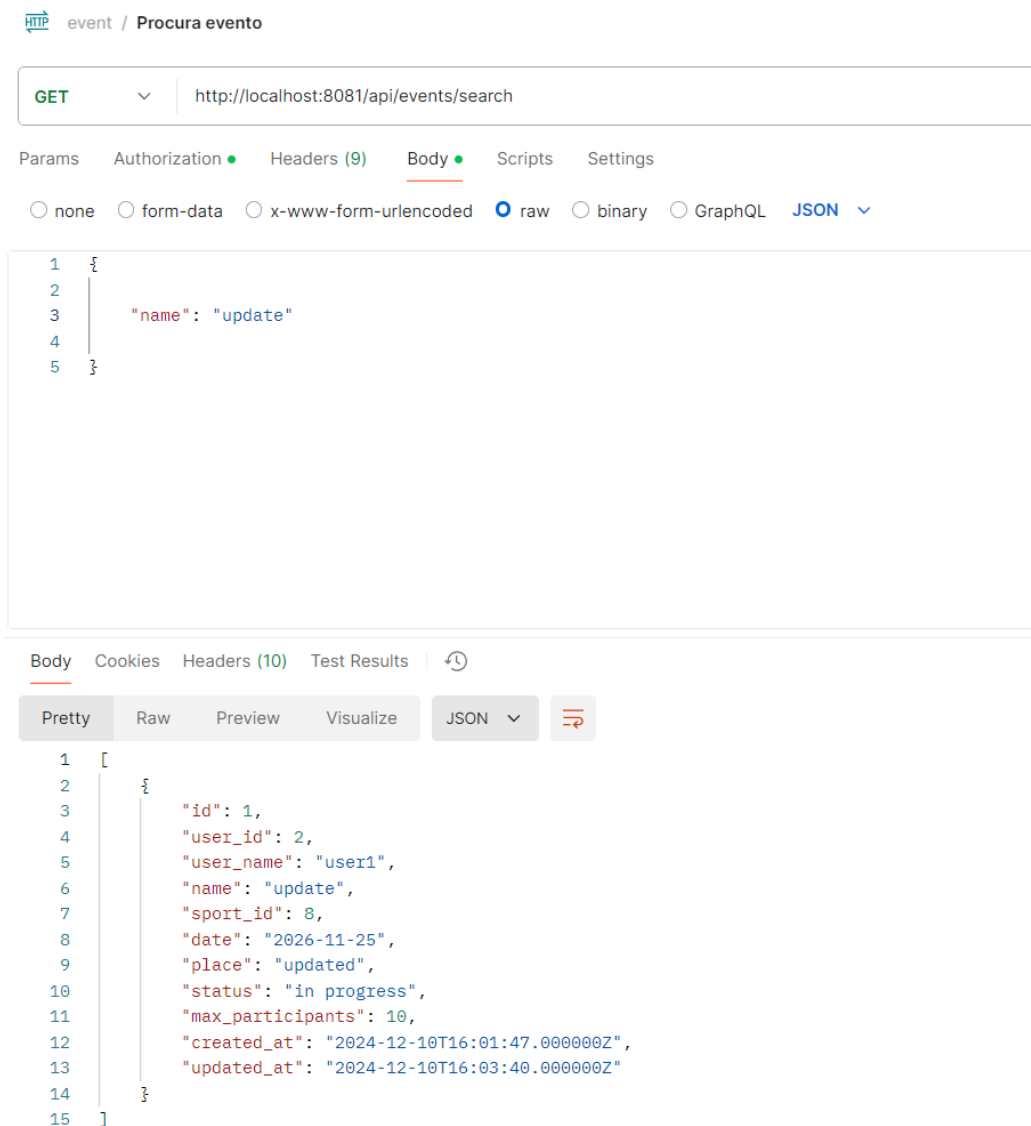 HTTP event / Procura evento
GET http://localhost:8081/api/events/search
Params Authorization Headers (9) Body Scripts Settings
none form-data x-www-form-urlencoded raw binary GraphQL JSON
1 {
2
3 "name": "update"
4
5 }
Body Cookies Headers (10) Test Results
Pretty Raw Preview Visualize JSON
1 [
2 {
3 "id": 1,
4 "user_id": 2,
5 "user_name": "user1",
6 "name": "update",
7 "sport_id": 8,
8 "date": "2026-11-25",
9 "place": "updated",
10 "status": "in progress",
11 "max_participants": 10,
12 "created_at": "2024-12-10T16:01:47.000000Z",
13 "updated_at": "2024-12-10T16:03:40.000000Z"
14 }
15 ]